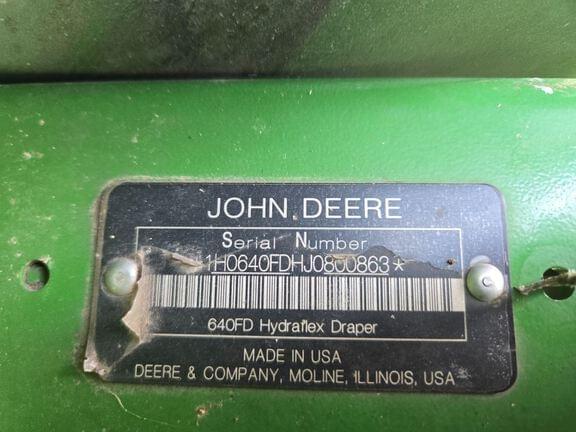 JOHN DEERE
Serial Number
1H0640FDHJ0800863*
640FD Hydraflex Draper
MADE IN USA
DEERE & COMPANY, MOLINE, ILLINOIS, USA